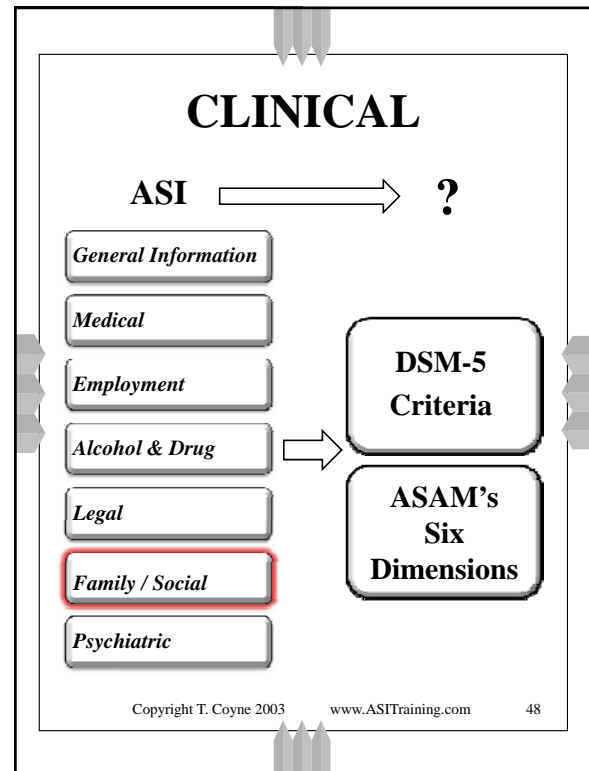 CLINICAL
ASI
?
General Information
Medical
Employment
Alcohol & Drug
Legal
Family / Social
Psychiatric
DSM-5
Criteria
ASAM's
Six
Dimensions
Copyright T. Coyne 2003 www.ASITraining.com 48